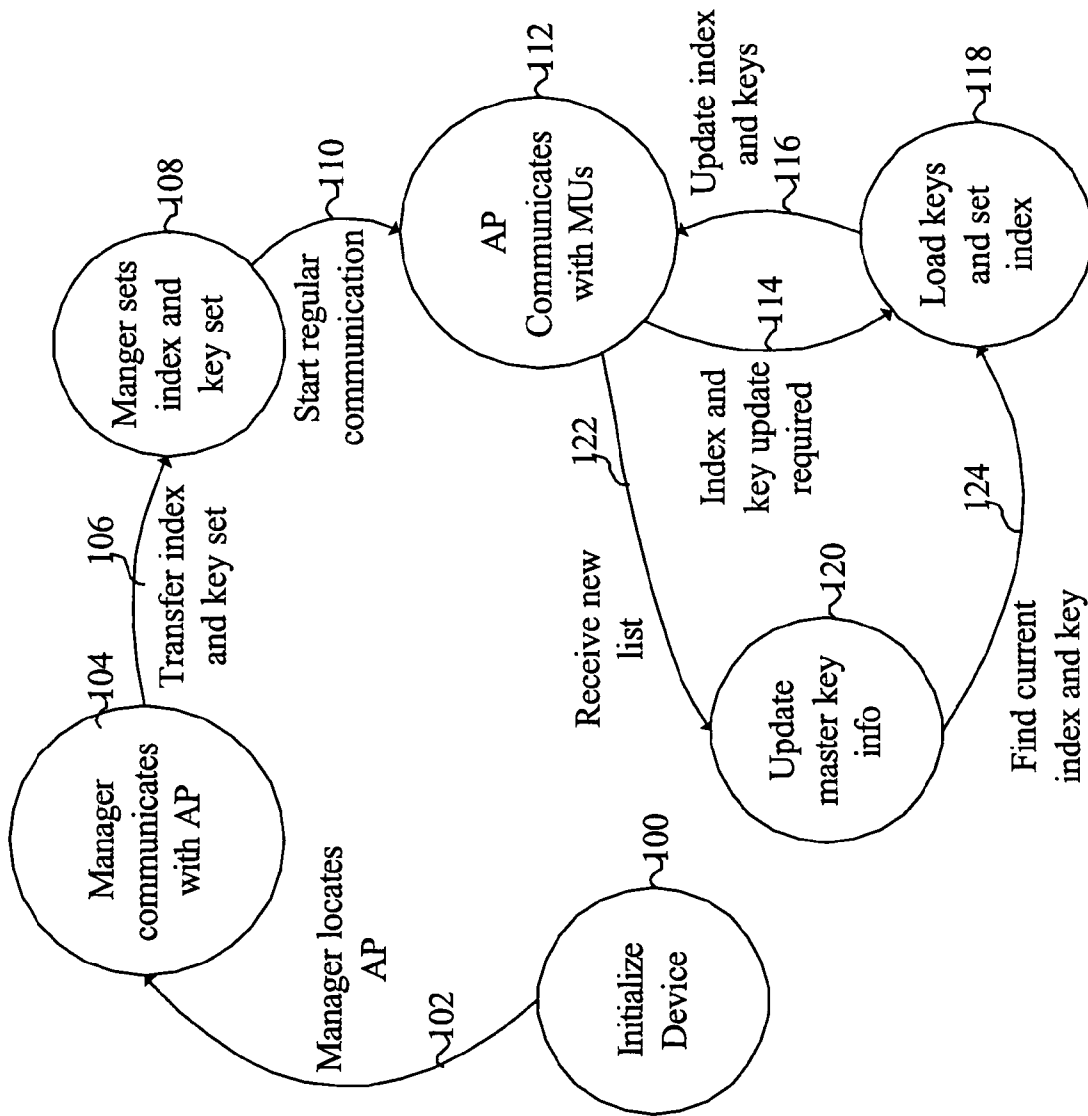 Initialize
Device
100
102
Manager locates
AP
Manager
communicates
with AP
104
106
Transfer index
and key set
Manger sets
index and
key set
108
110
Start regular
communication
AP
Communicates
with MUs
112
114
Index and
key update
required
116
Update index
and keys
Load keys
and set
index
118
122
Receive new
list
Update
master key
info
120
124
Find current
index and key